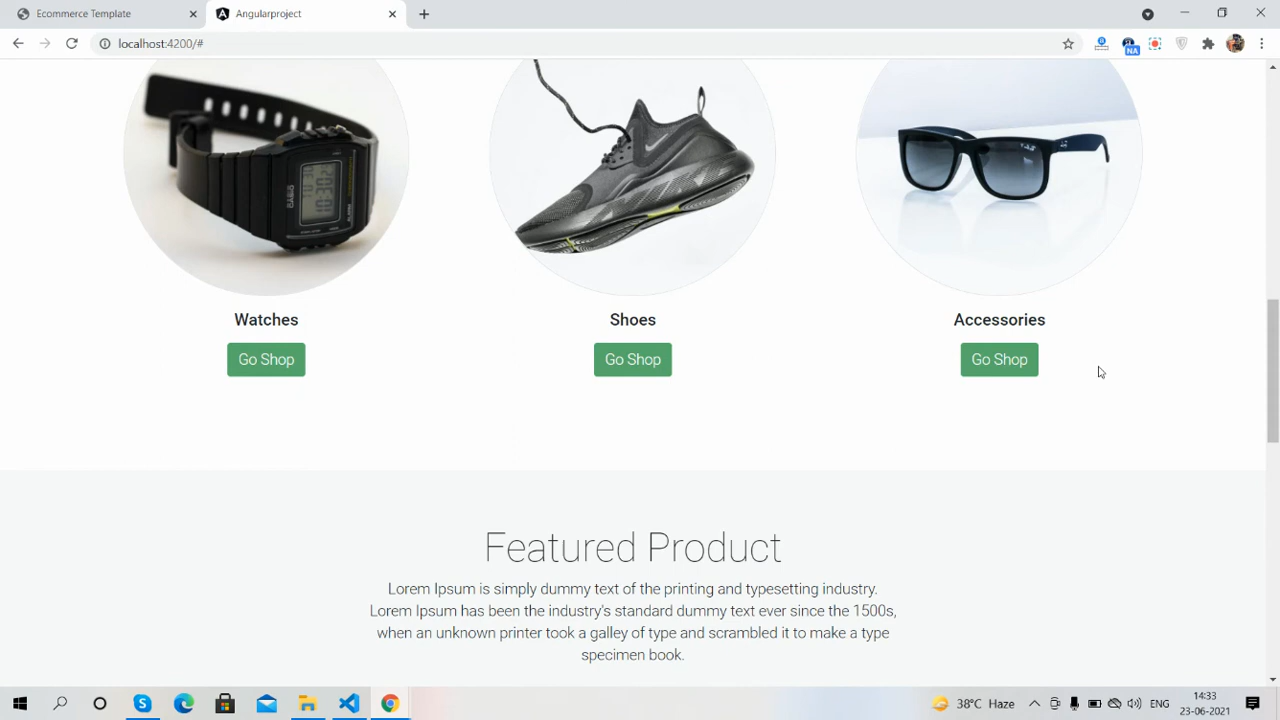 Ecommerce Template
Angularproject
localhost:4200/#
NA
CASIO
Watches
Shoes
Accessories
Go Shop
Go Shop
Go Shop
Featured Product
Lorem Ipsum is simply dummy text of the printing and typesetting industry.
Lorem Ipsum has been the industry's standard dummy text ever since the 1500s,
when an unknown printer took a galley of type and scrambled it to make a type
specimen book.
38°C Haze
ENG
14:33
23-06-2021